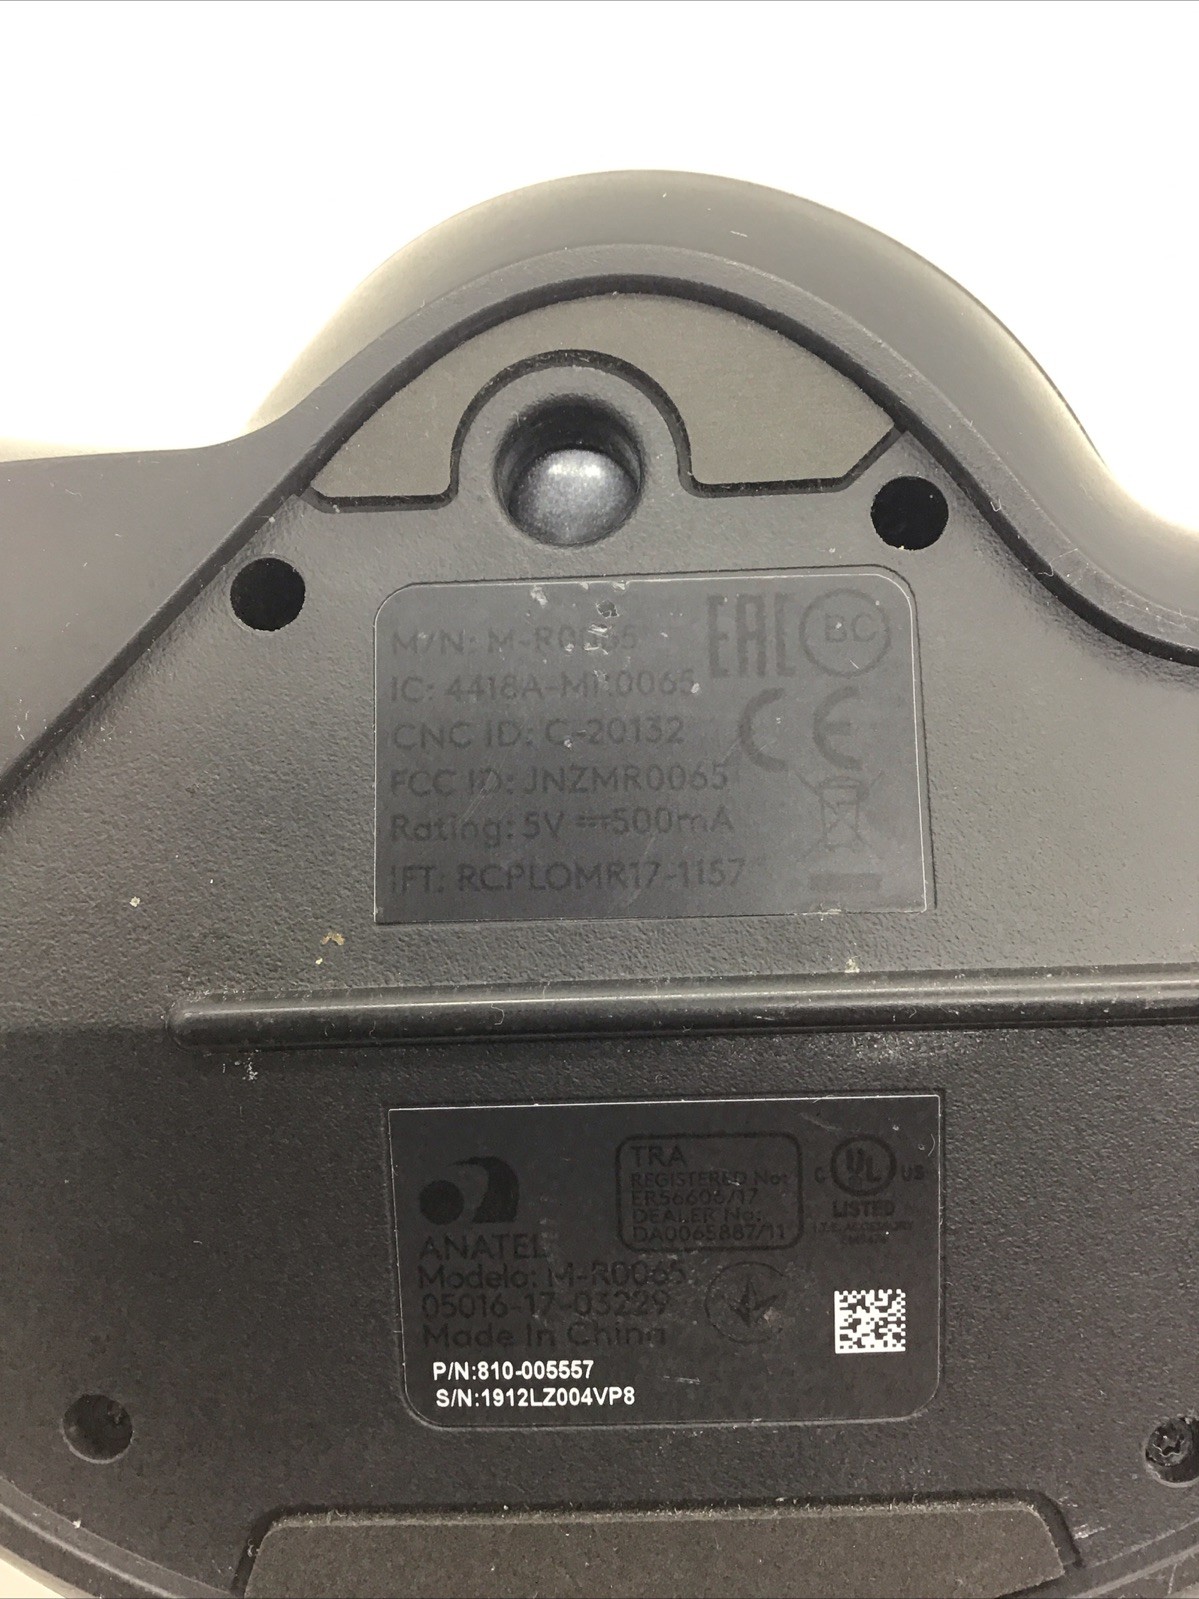 M/N: M-R0065
EAC
BC
IC: 4418A-MR0065
CNC ID: C-20132
CE
FCC ID: JNZMR0065
Rating: 5V ⎓500mA
IFT: RCPLOMR17-1157
TRA
REGISTERED No:
ER56606/17
DEALER No:
DA0065887/11
C UL US
LISTED
I.T.E. ACCESSORY
ANATEL
Modelo: M-R0065
05016-17-03229
Made in China
P/N:810-005557
S/N:1912LZ004VP8